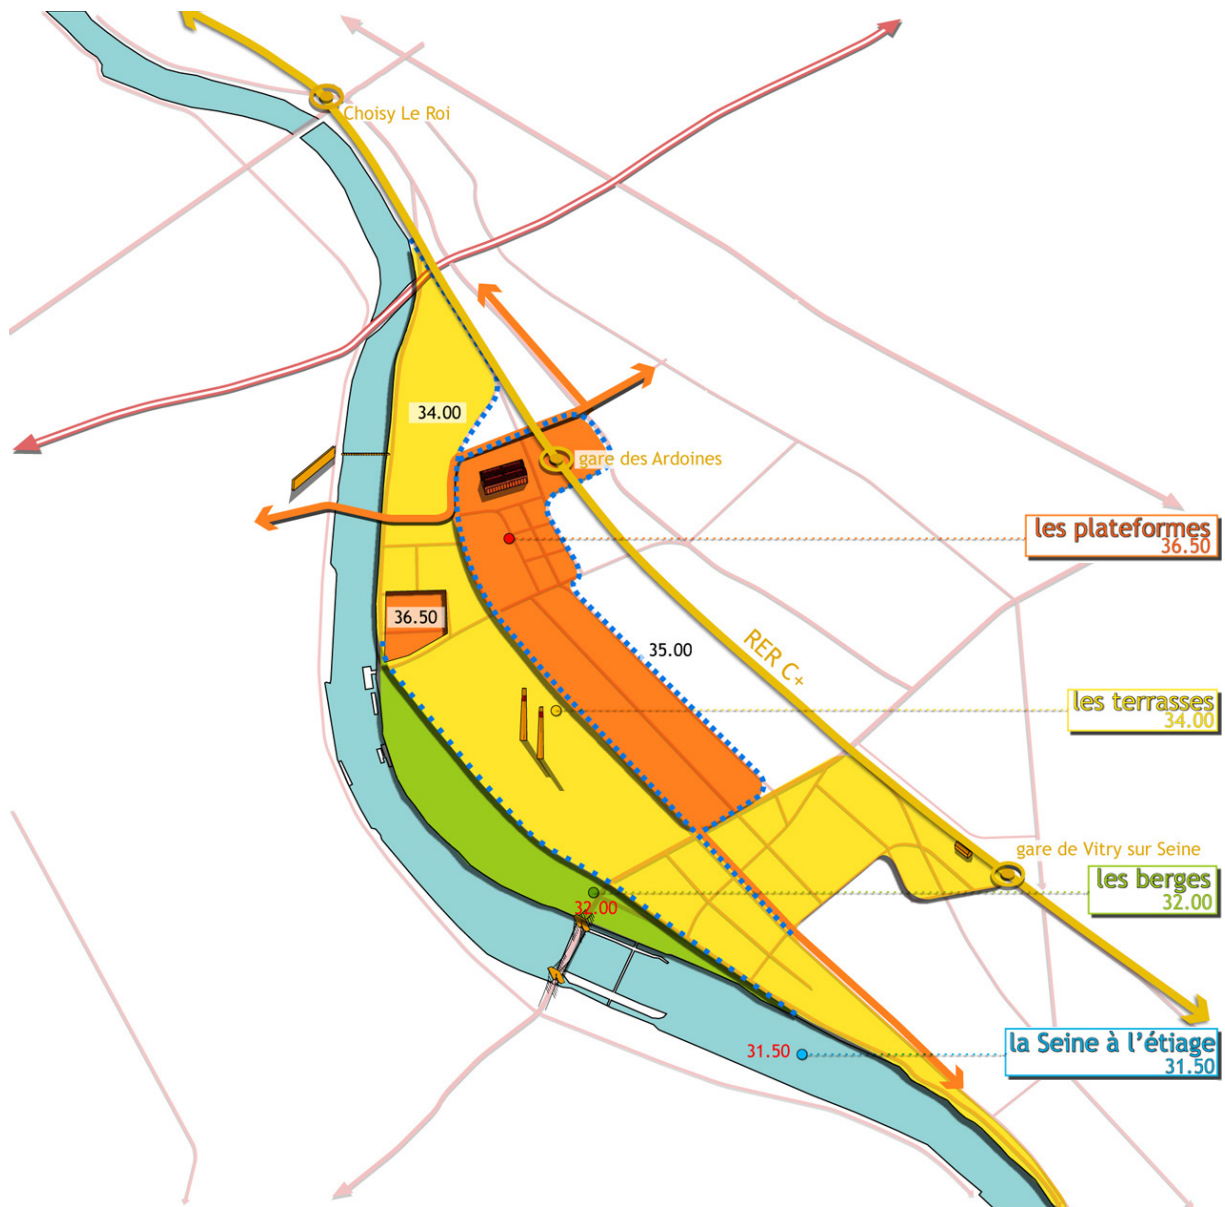 Choisy Le Roi
34.00
gare des Ardoines
les plateformes
36.50
36.50
35.00
RER C+
les terrasses
34.00
gare de Vitry sur Seine
les berges
32.00
32.00
la Seine à l'étiage
31.50
31.50